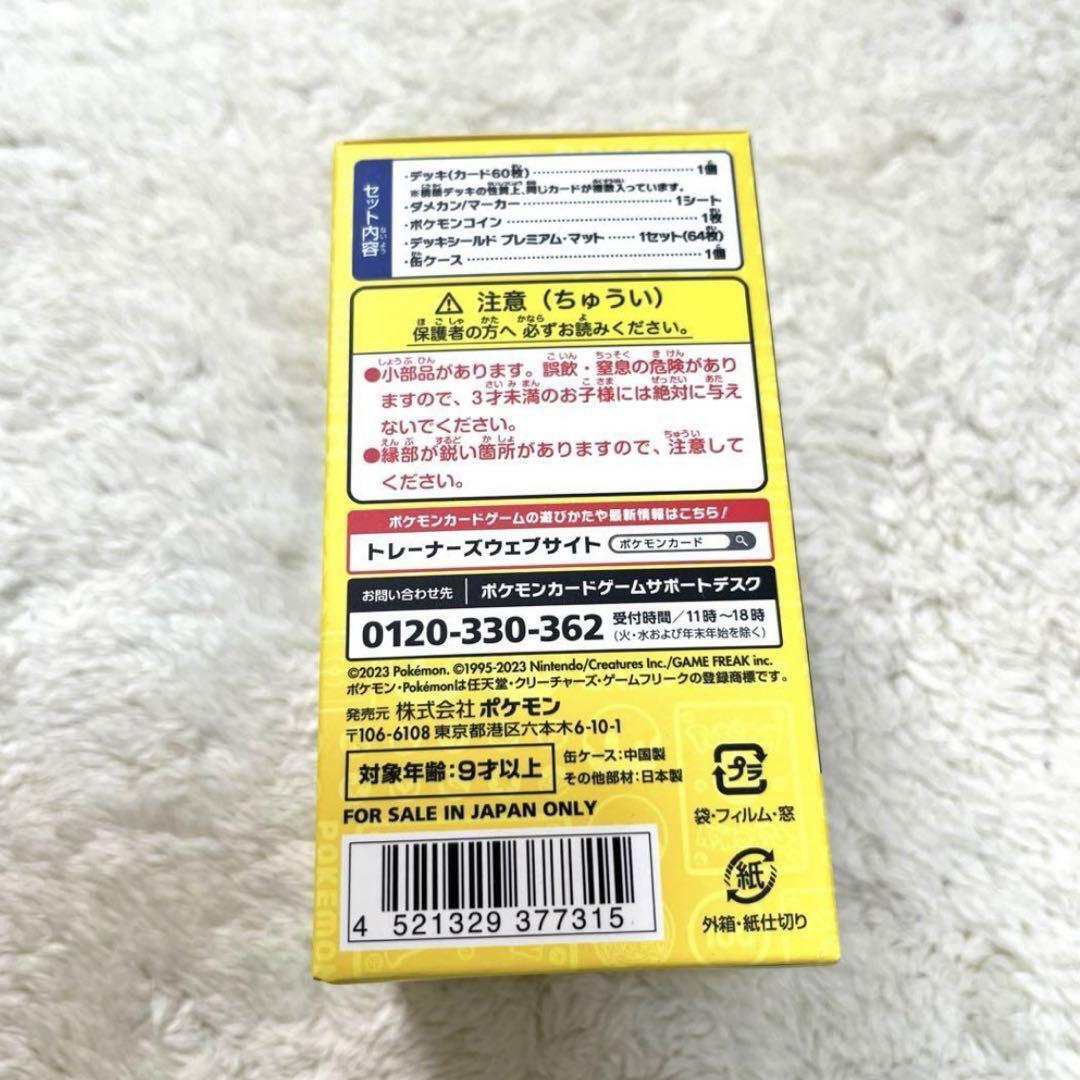 セット内容
・デッキ(カード60枚)……………………1個
※構築デッキの性質上、同じカードが複数入っています。
・ダメカン/マーカー……………………1シート
・ポケモンコイン……………………1枚
・デッキシールド プレミアム・マット……1セット(64枚)
・缶ケース……………………1個
⚠ 注意（ちゅうい）
保護者の方へ 必ずお読みください。
●小部品があります。誤飲・窒息の危険があり
ますので、3才未満のお子様には絶対に与え
ないでください。
●縁部が鋭い箇所がありますので、注意して
ください。
ポケモンカードゲームの遊びかたや最新情報はこちら!
トレーナーズウェブサイト ポケモンカード
お問い合わせ先 ポケモンカードゲームサポートデスク
0120-330-362 受付時間／11時〜18時
(火・水および年末年始を除く)
©2023 Pokémon. ©1995-2023 Nintendo/Creatures Inc./GAME FREAK inc.
ポケモン・Pokémonは任天堂・クリーチャーズ・ゲームフリークの登録商標です。
発売元 株式会社ポケモン
〒106-6108 東京都港区六本木6-10-1
対象年齢:9才以上
缶ケース:中国製
その他部材:日本製
FOR SALE IN JAPAN ONLY
プラ
袋・フィルム・窓
紙
外箱・紙仕切り
4 521329 377315
POKÉMON